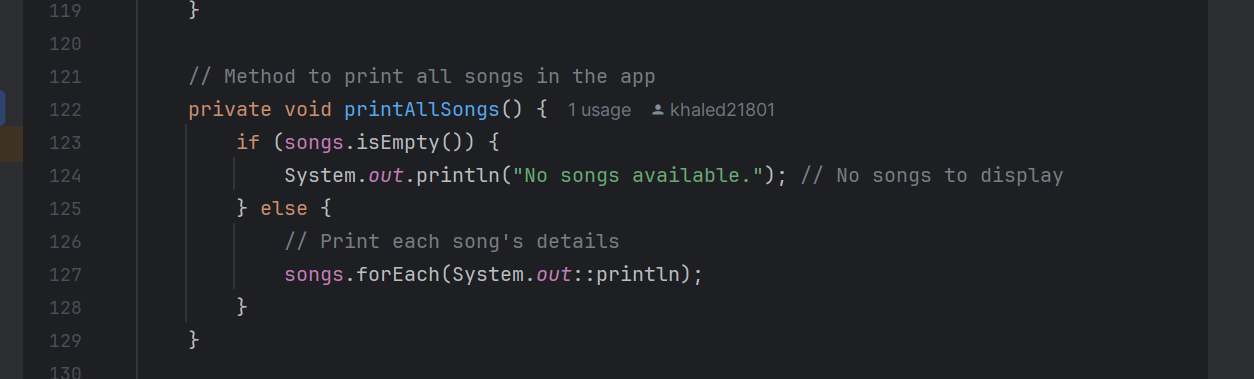 119 }
120
121 // Method to print all songs in the app
122 private void printAllSongs() { 1 usage khaled21801
123 if (songs.isEmpty()) {
124 System.out.println("No songs available."); // No songs to display
125 } else {
126 // Print each song's details
127 songs.forEach(System.out::println);
128 }
129 }
130